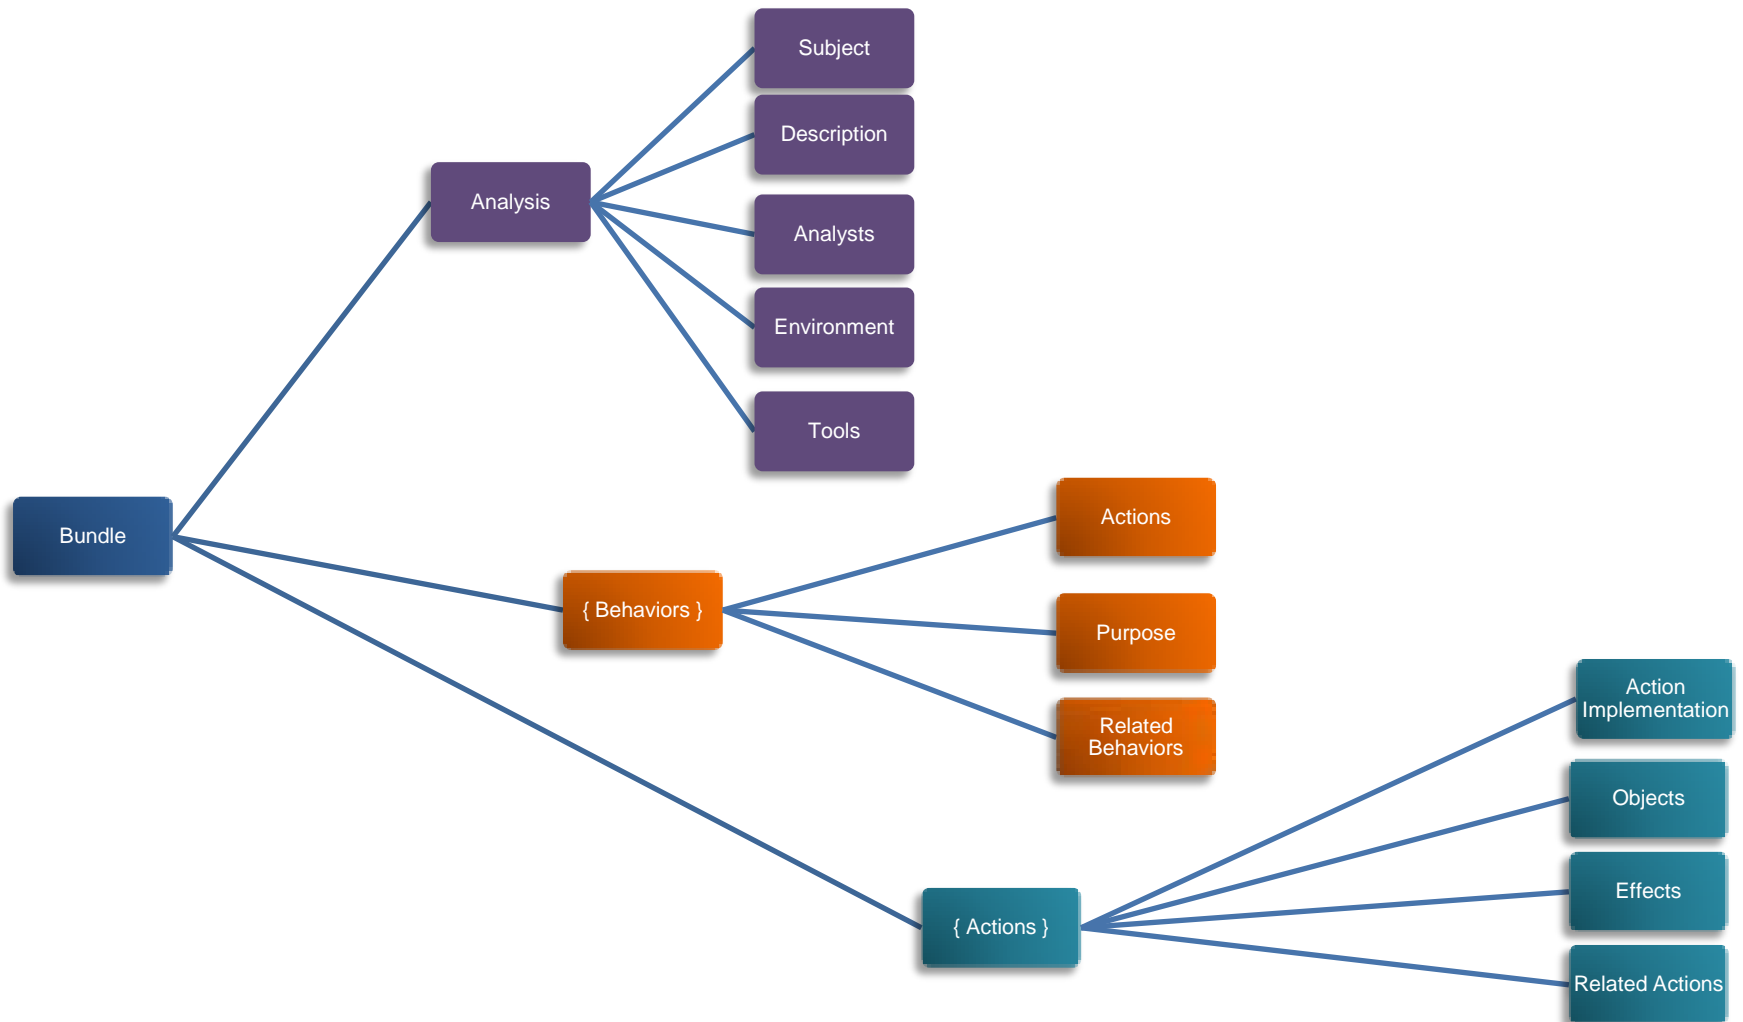 Subject
Description
Analysis
Analysts
Environment
Tools
Bundle
Actions
{ Behaviors }
Purpose
Related
Behaviors
Action
Implementation
Objects
Effects
{ Actions }
Related Actions